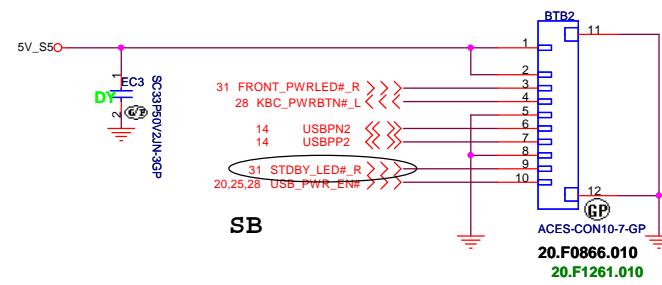 BTB2
5V_S5
11
1
2
31 FRONT_PWRLED#_R
3
28 KBC_PWRBTN#_L
4
5
14 USBPN2
6
14 USBPP2
7
8
31 STDBY_LED#_R
9
20,25,28 USB_PWR_EN#
10
12
1
EC3
DY
2
G/P
SC33P50V2JN-3GP
SB
GP
ACES-CON10-7-GP
20.F0866.010
20.F1261.010